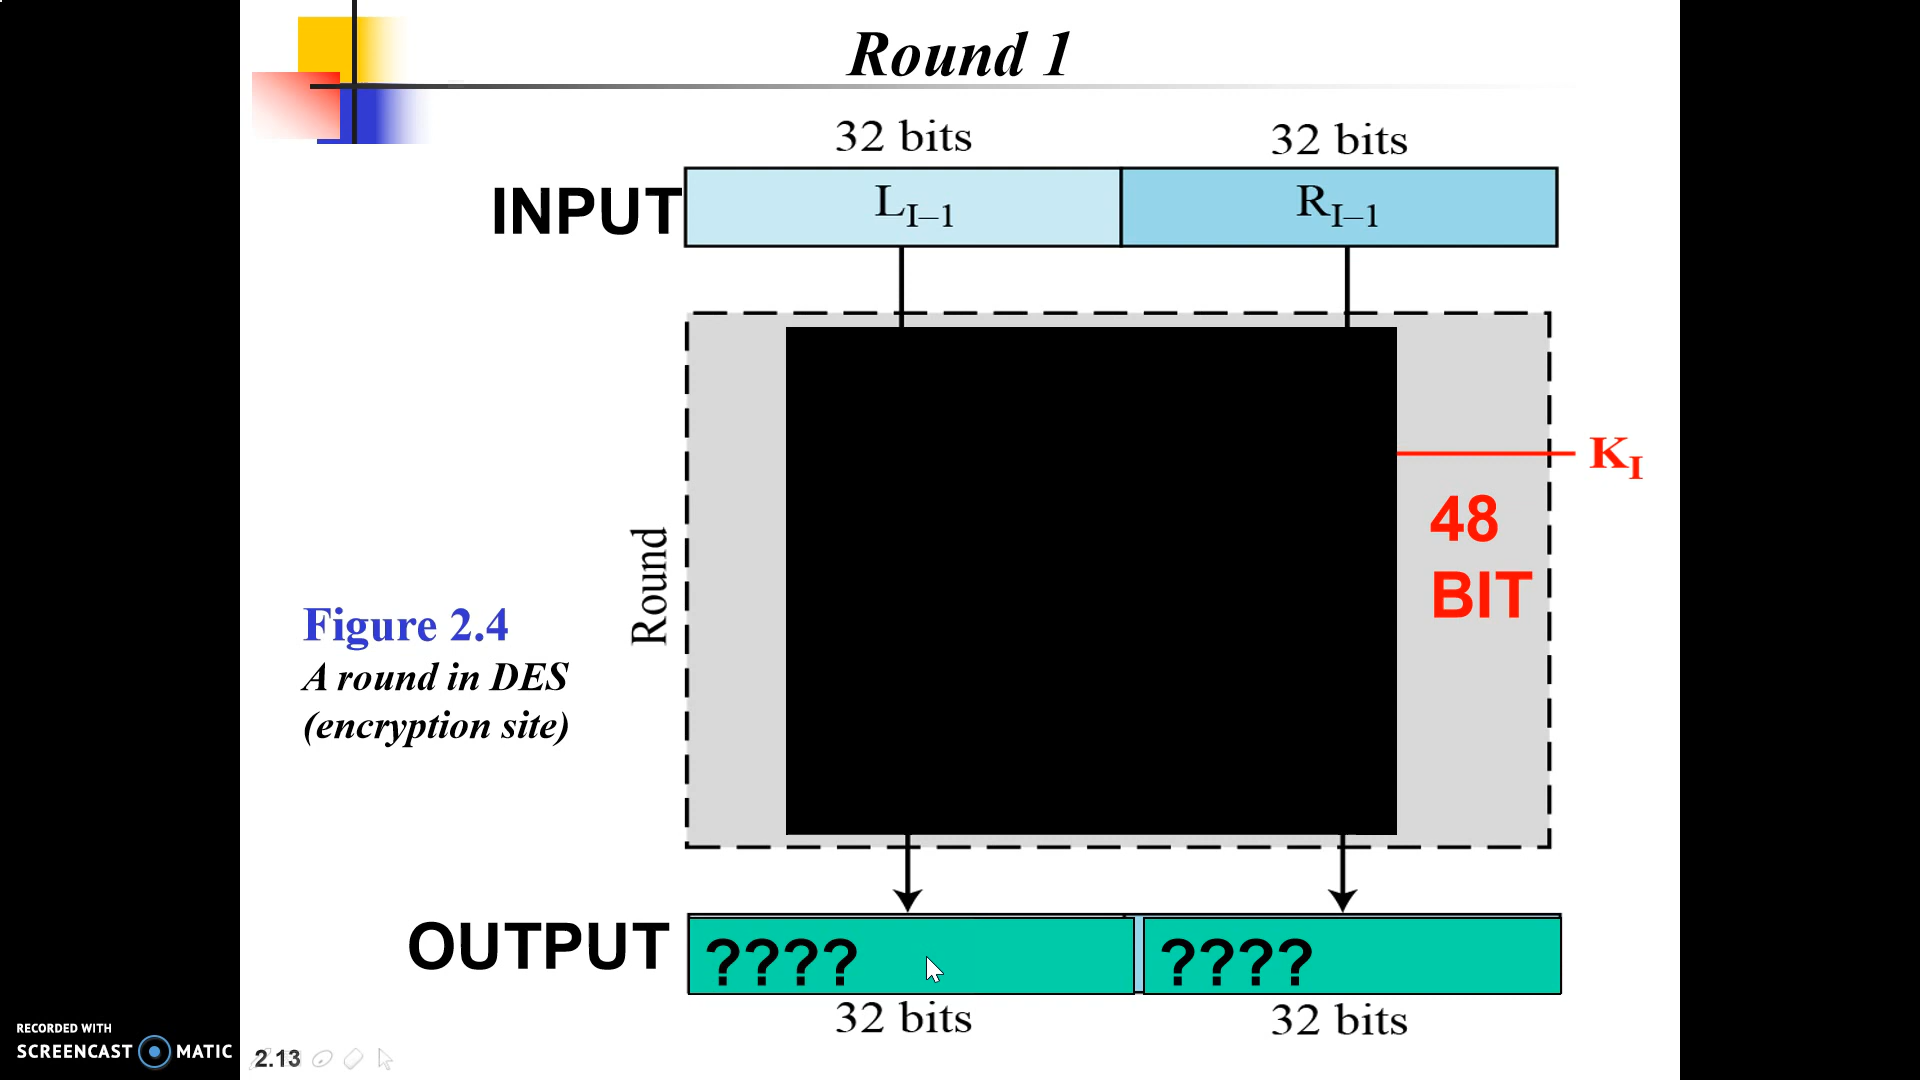 Round 1
32 bits 32 bits
INPUT L_I–1 R_I–1
K_I
48
BIT
Round
Figure 2.4
A round in DES
(encryption site)
OUTPUT ???? ????
32 bits 32 bits
RECORDED WITH
SCREENCAST MATIC
2.13